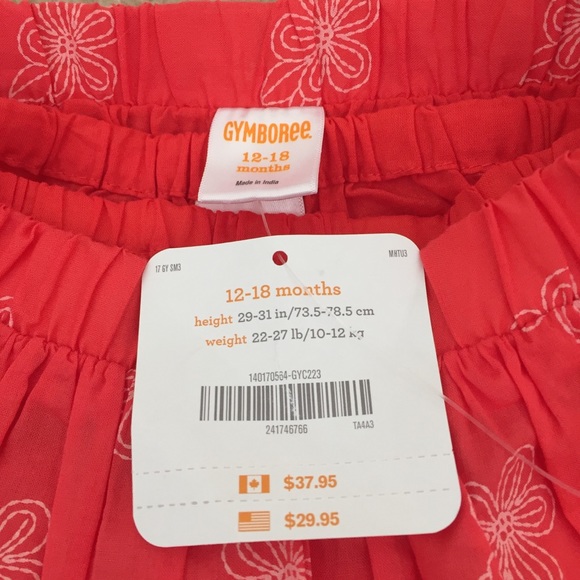 GYMBOREE.
12-18
months
Made in India
17 GY SM3
MHTU3
12-18 months
height 29-31 in/73.5-78.5 cm
weight 22-27 lb/10-12 kg
140170564-GYC223
241746766
TA4A3
$37.95
$29.95